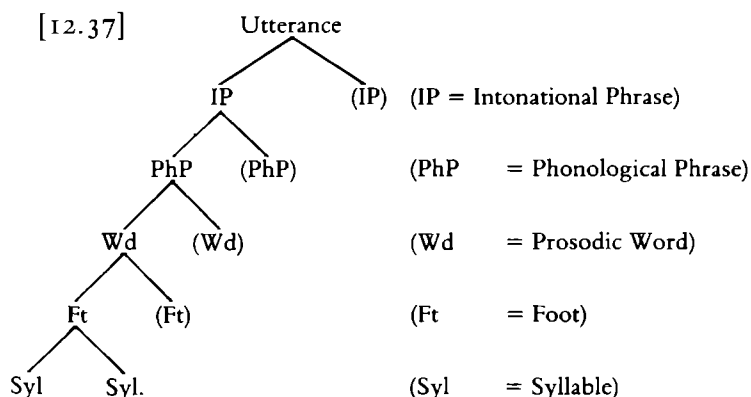 [12.37] Utterance
IP (IP) (IP = Intonational Phrase)
PhP (PhP) (PhP = Phonological Phrase)
Wd (Wd) (Wd = Prosodic Word)
Ft (Ft) (Ft = Foot)
Syl Syl. (Syl = Syllable)